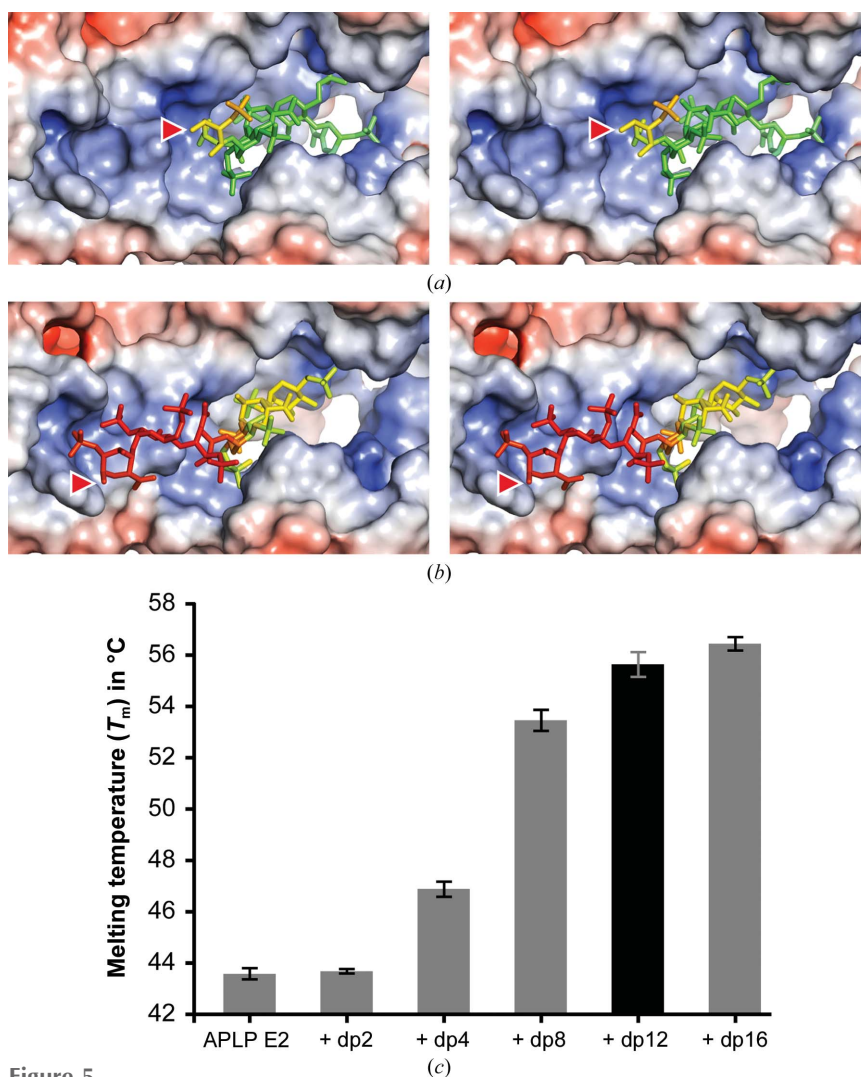 (a)
(b)
58
56
54
52
50
48
46
44
42
Melting temperature (Tm) in °C
APLP E2 + dp2 + dp4 + dp8 + dp12 + dp16
(c)
Figure 5